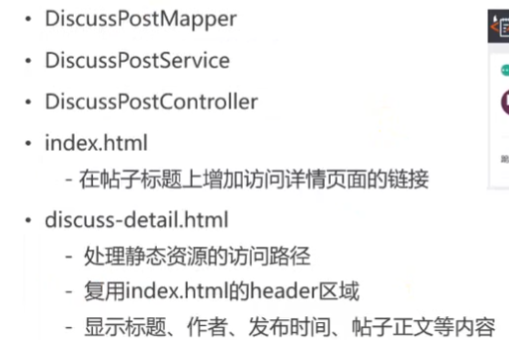 • DiscussPostMapper
• DiscussPostService
• DiscussPostController
• index.html
- 在帖子标题上增加访问详情页面的链接
• discuss-detail.html
- 处理静态资源的访问路径
- 复用index.html的header区域
- 显示标题、作者、发布时间、帖子正文等内容